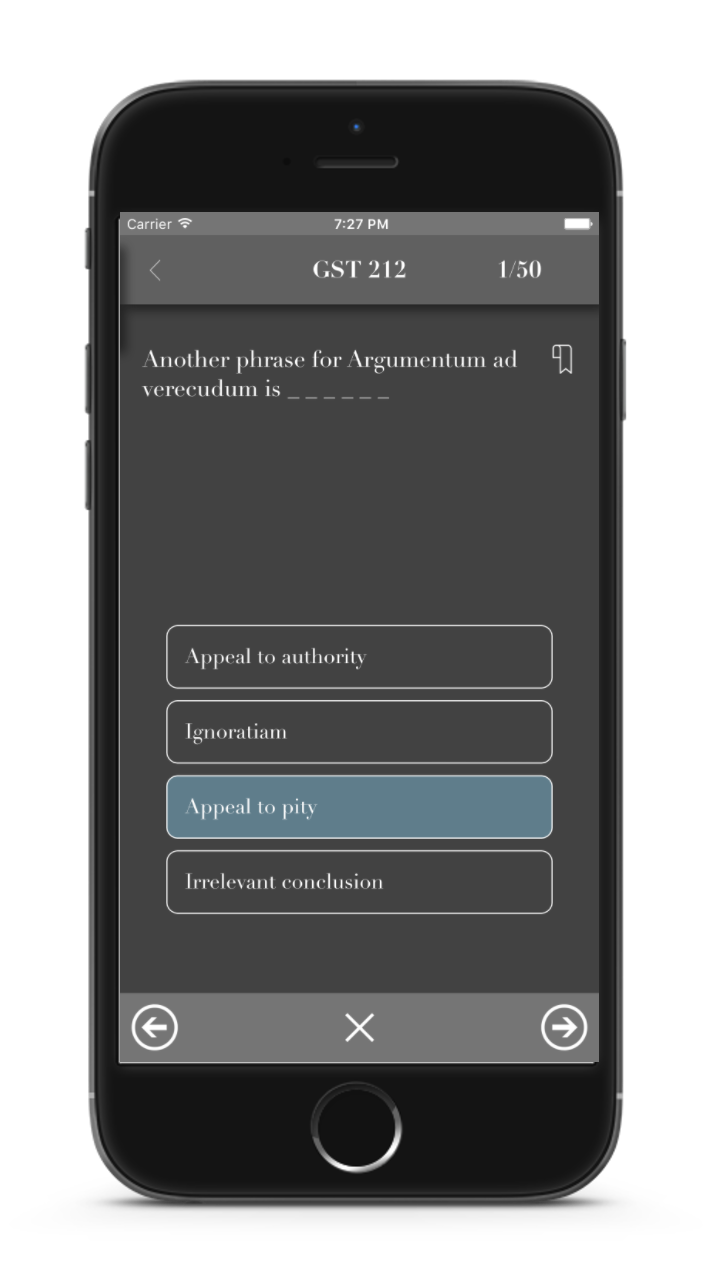 Carrier 7:27 PM
GST 212 1/50
Another phrase for Argumentum ad
verecudum is _ _ _ _ _ _
Appeal to authority
Ignoratiam
Appeal to pity
Irrelevant conclusion